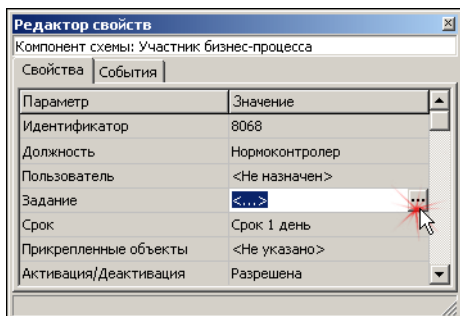 Редактор свойств
Компонент схемы: Участник бизнес-процесса
Свойства События
Параметр Значение
Идентификатор 8068
Должность Нормоконтролер
Пользователь <Не назначен>
Задание <...> ...
Срок Срок 1 день
Прикрепленные объекты <Не указано>
Активация/Деактивация Разрешена